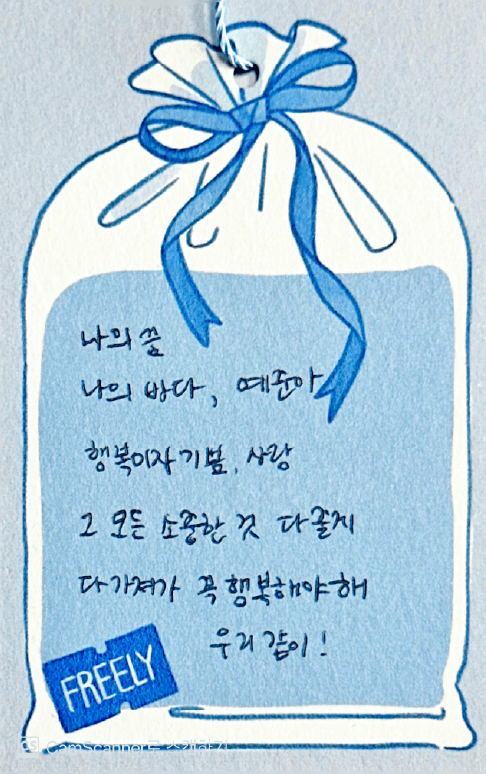 나의 꿈
나의 바다, 예준아
행복이자 기쁨, 사랑
그 모든 소중한 것 다 줄게
다 가져가 꼭 행복해야 해
우리 같이!
FREELY
CS CamScanner로 스캔하기